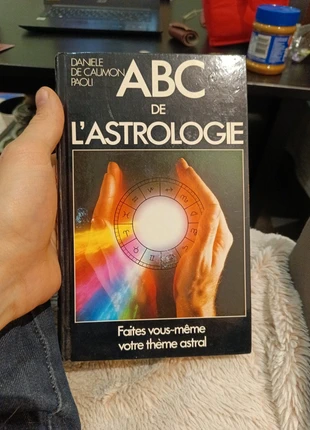 DANIELE
DE CAUMON
PAOLI
ABC
DE
L'ASTROLOGIE
Faites vous-même
votre thème astral